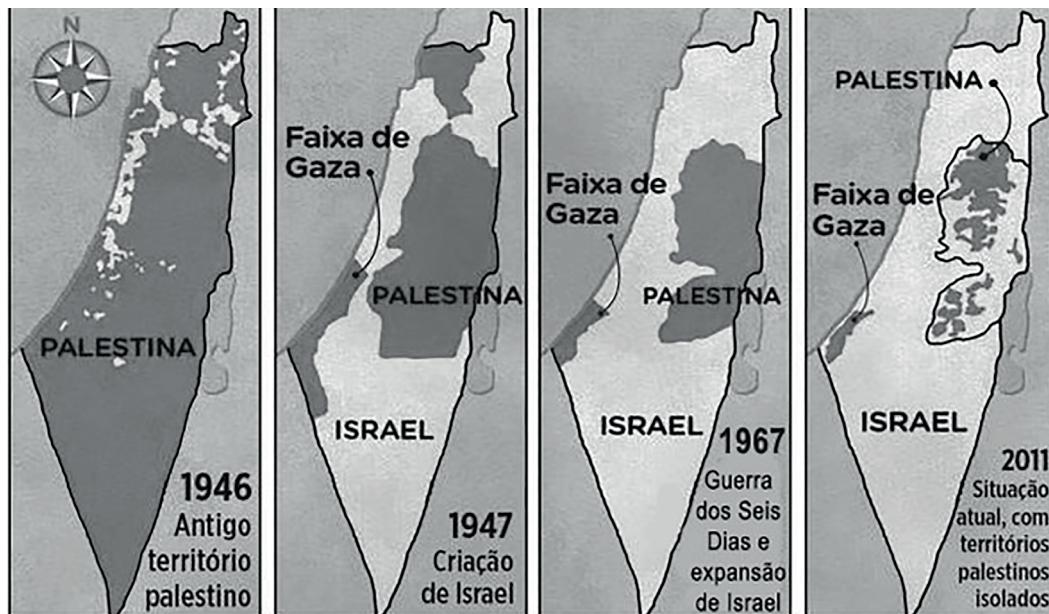 N
PALESTINA
1946
Antigo
território
palestino
Faixa de
Gaza
PALESTINA
ISRAEL
1947
Criação
de Israel
Faixa de
Gaza
PALESTINA
ISRAEL
1967
Guerra
dos Seis
Dias e
expansão
de Israel
PALESTINA
Faixa de
Gaza
ISRAEL
2011
Situação
atual, com
territórios
palestinos
isolados